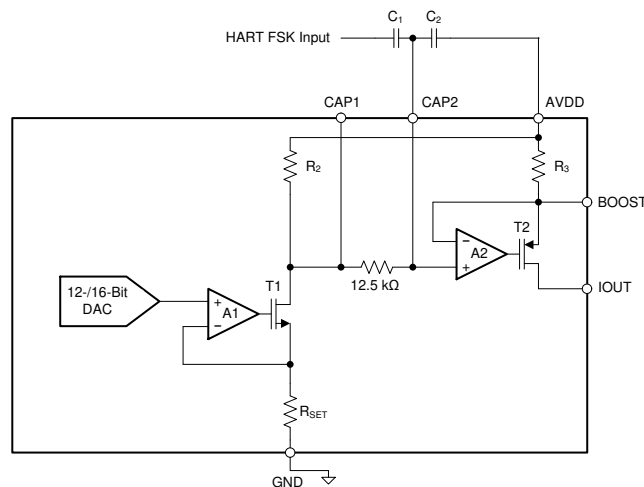 C1 C2
HART FSK Input
CAP1 CAP2 AVDD
R2 R3
BOOST
T2
A2
12-/16-Bit
DAC
T1
12.5 kΩ
IOUT
A1
RSET
GND